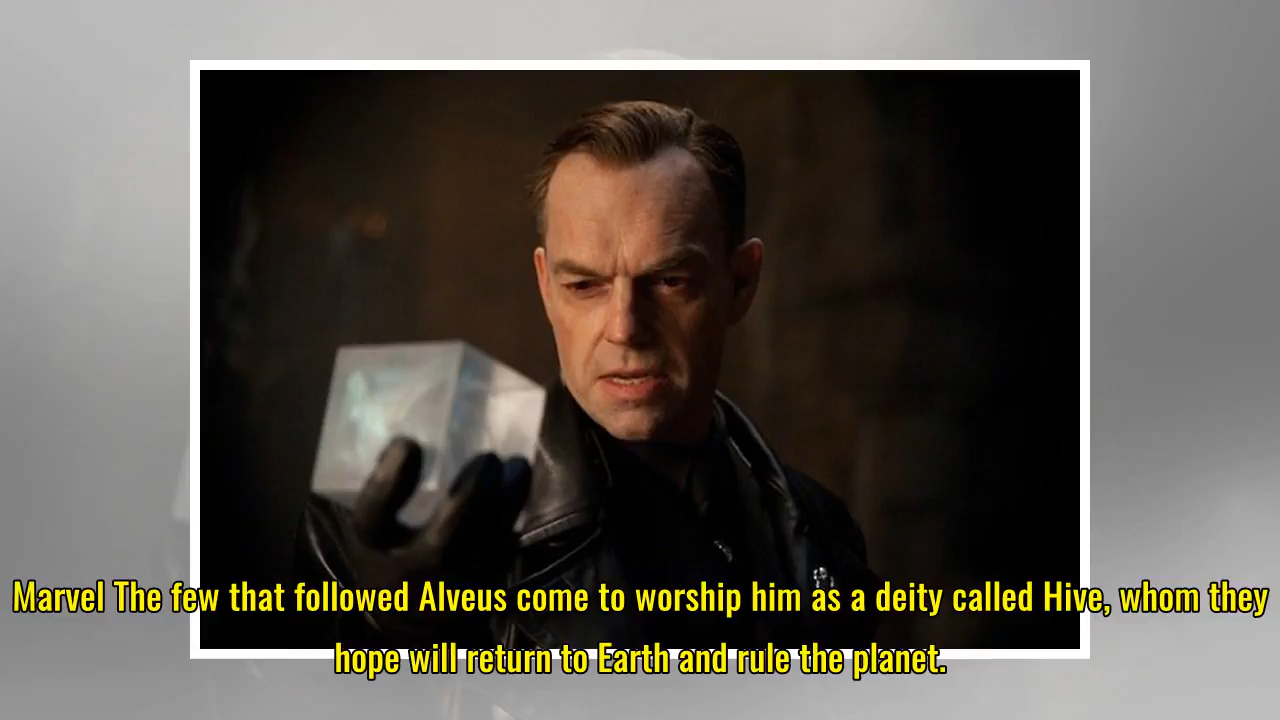 Marvel The few that followed Alveus come to worship him as a deity called Hive, whom they
hope will return to Earth and rule the planet.